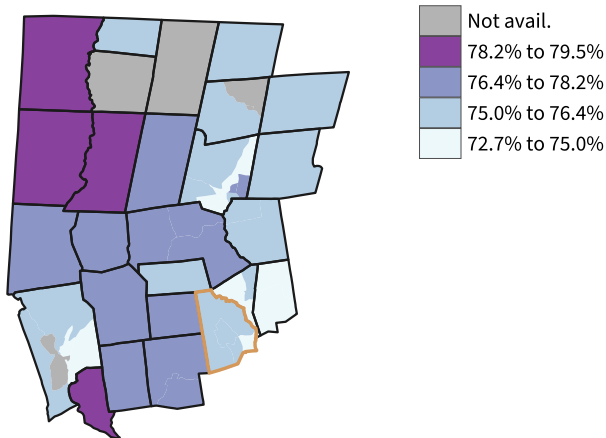 Not avail.
78.2% to 79.5%
76.4% to 78.2%
75.0% to 76.4%
72.7% to 75.0%